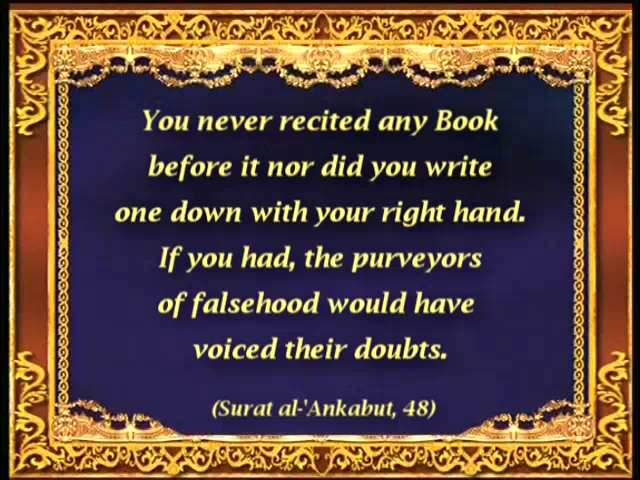 You never recited any Book
before it nor did you write
one down with your right hand.
If you had, the purveyors
of falsehood would have
voiced their doubts.
(Surat al-'Ankabut, 48)